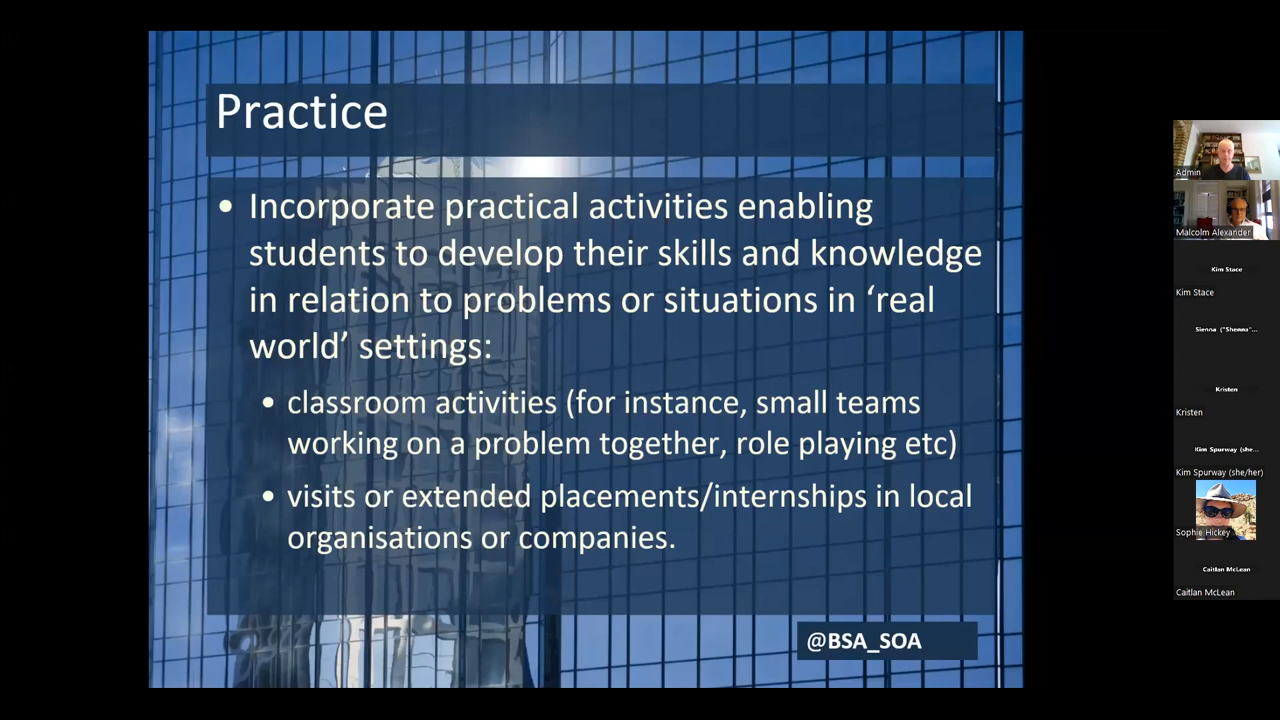 Practice
• Incorporate practical activities enabling
students to develop their skills and knowledge
in relation to problems or situations in ‘real
world’ settings:
• classroom activities (for instance, small teams
working on a problem together, role playing etc)
• visits or extended placements/internships in local
organisations or companies.
@BSA_SOA
Admin
Malcolm Alexander
Kim Stace
Kim Stace
Sienna ("Shenna"...
Kristen
Kristen
Kim Spurway (she...
Kim Spurway (she/her)
Sophie Hickey
Caitlan McLean
Caitlan McLean